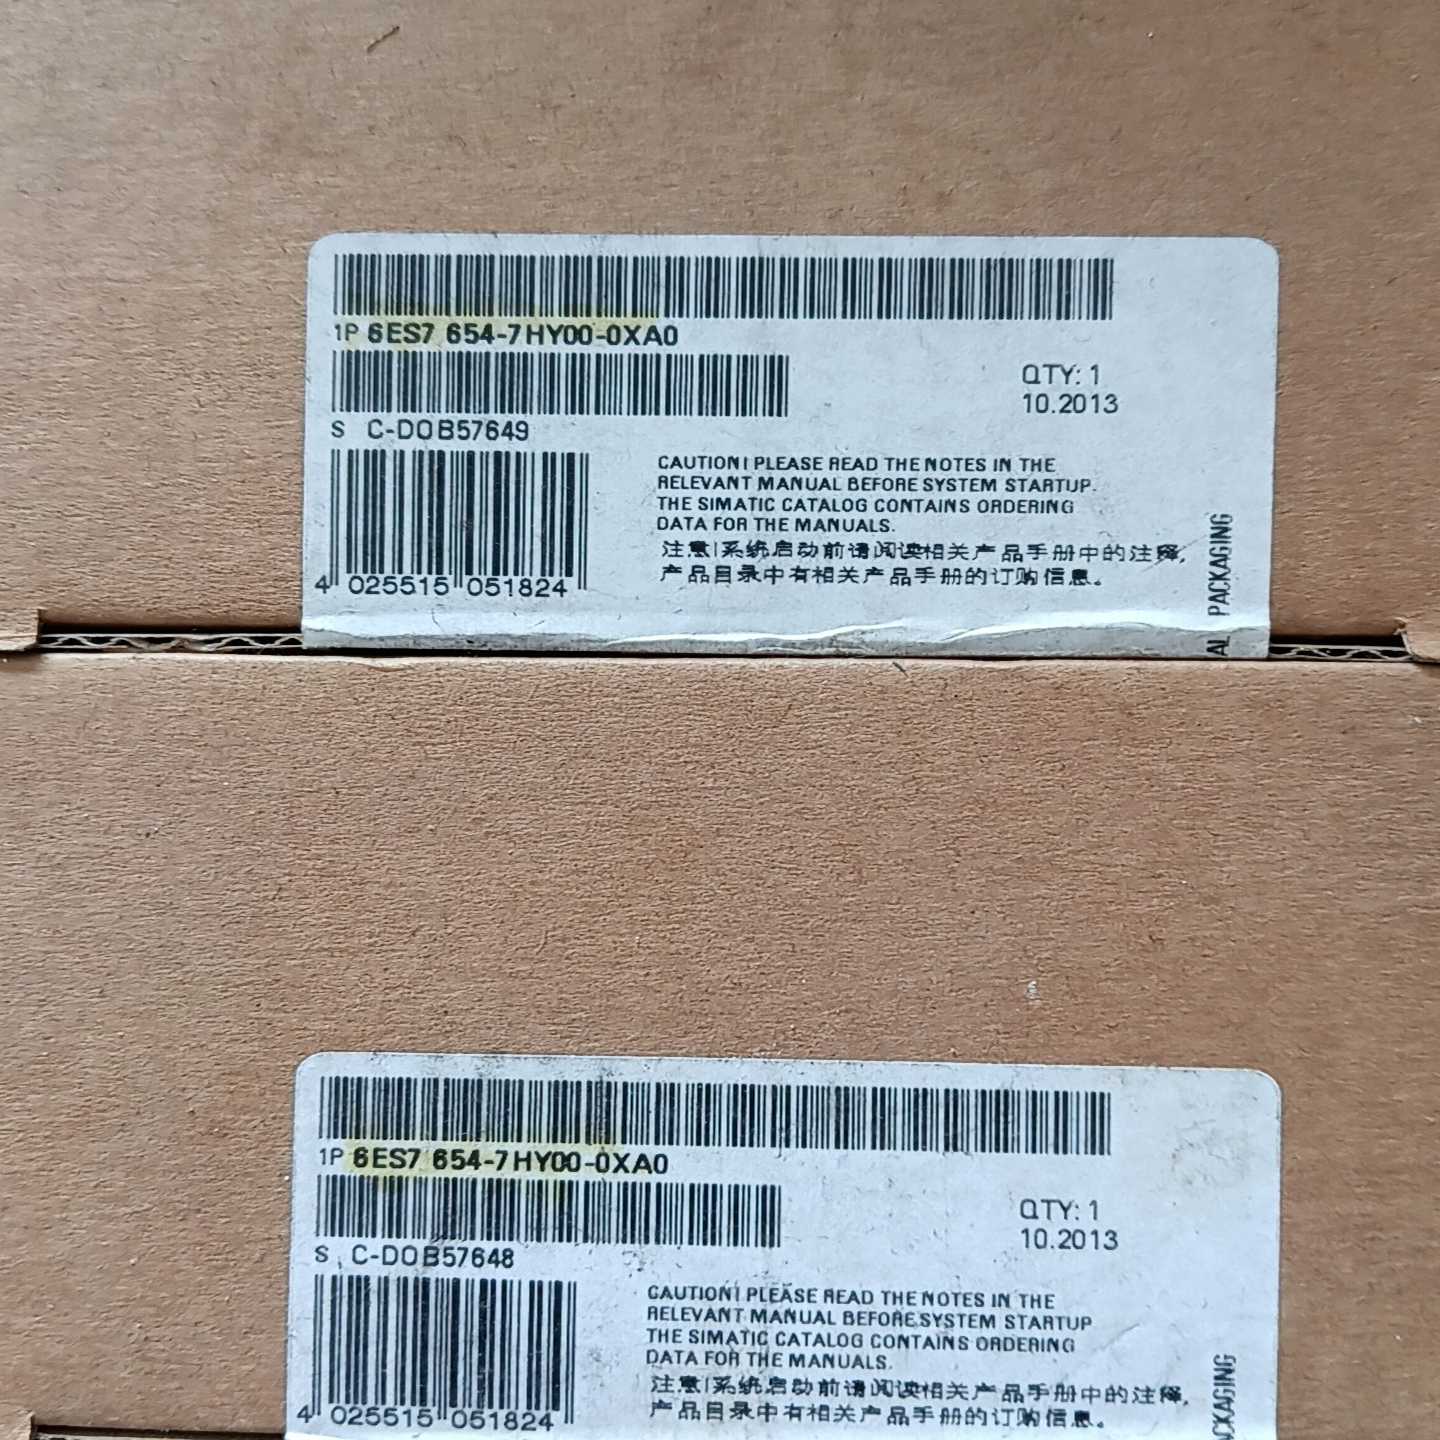 1P 6ES7 654-7HY00-0XA0
QTY: 1
10.2013
S C-D0B57649
CAUTION! PLEASE READ THE NOTES IN THE
RELEVANT MANUAL BEFORE SYSTEM STARTUP.
THE SIMATIC CATALOG CONTAINS ORDERING
DATA FOR THE MANUALS.
注意!系统启动前请阅读相关产品手册中的注释,
产品目录中有相关产品手册的订购信息。
4 025515 051824
AL PACKAGING
1P 6ES7 654-7HY00-0XA0
QTY: 1
10.2013
S C-D0B57648
CAUTION! PLEASE READ THE NOTES IN THE
RELEVANT MANUAL BEFORE SYSTEM STARTUP
THE SIMATIC CATALOG CONTAINS ORDERING
DATA FOR THE MANUALS.
注意!系统启动前请阅读相关产品手册中的注释,
产品目录中有相关产品手册的订购信息。
4 025515 051824
CKAGING